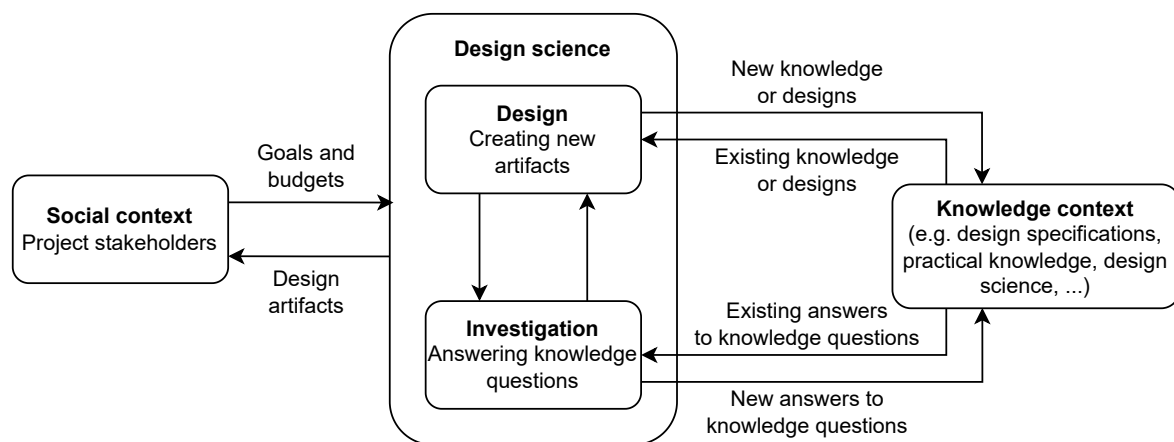 Design science
Design
Creating new
artifacts
Investigation
Answering knowledge
questions
Social context
Project stakeholders
Goals and
budgets
Design
artifacts
New knowledge
or designs
Existing knowledge
or designs
Knowledge context
(e.g. design specifications,
practical knowledge, design
science, ...)
Existing answers
to knowledge questions
New answers to
knowledge questions